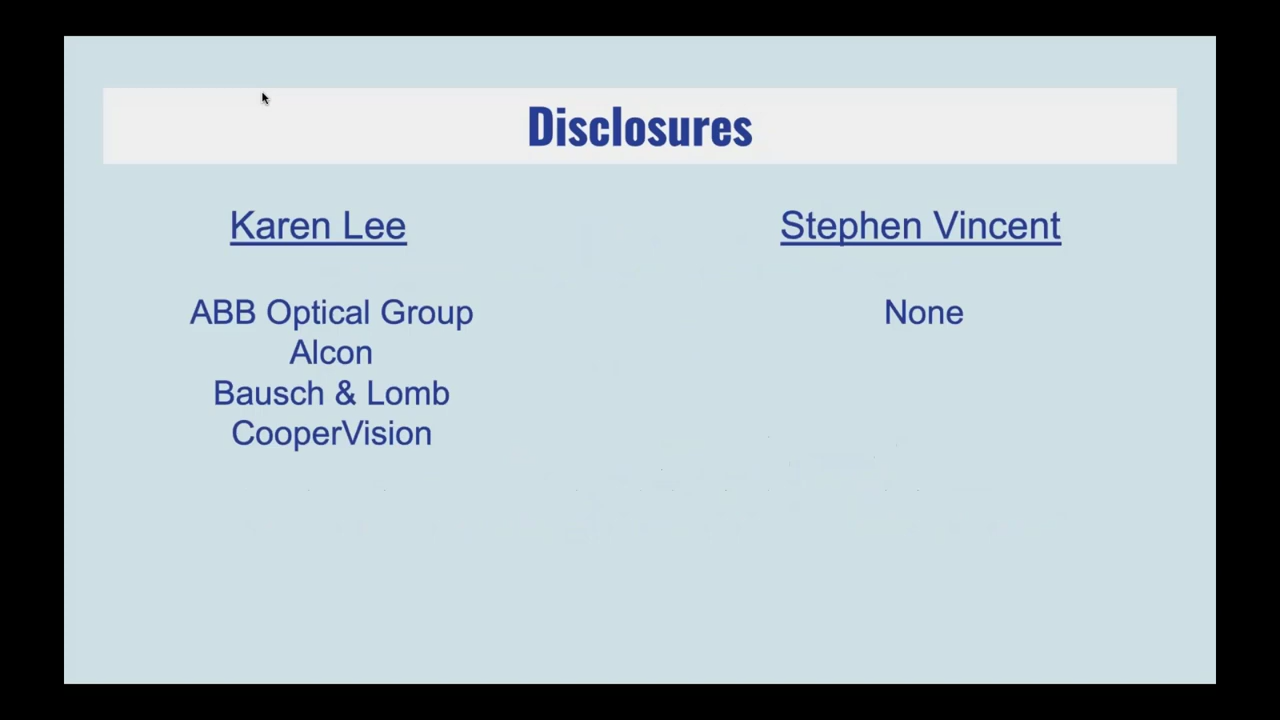 Disclosures
Karen Lee
ABB Optical Group
Alcon
Bausch & Lomb
CooperVision
Stephen Vincent
None